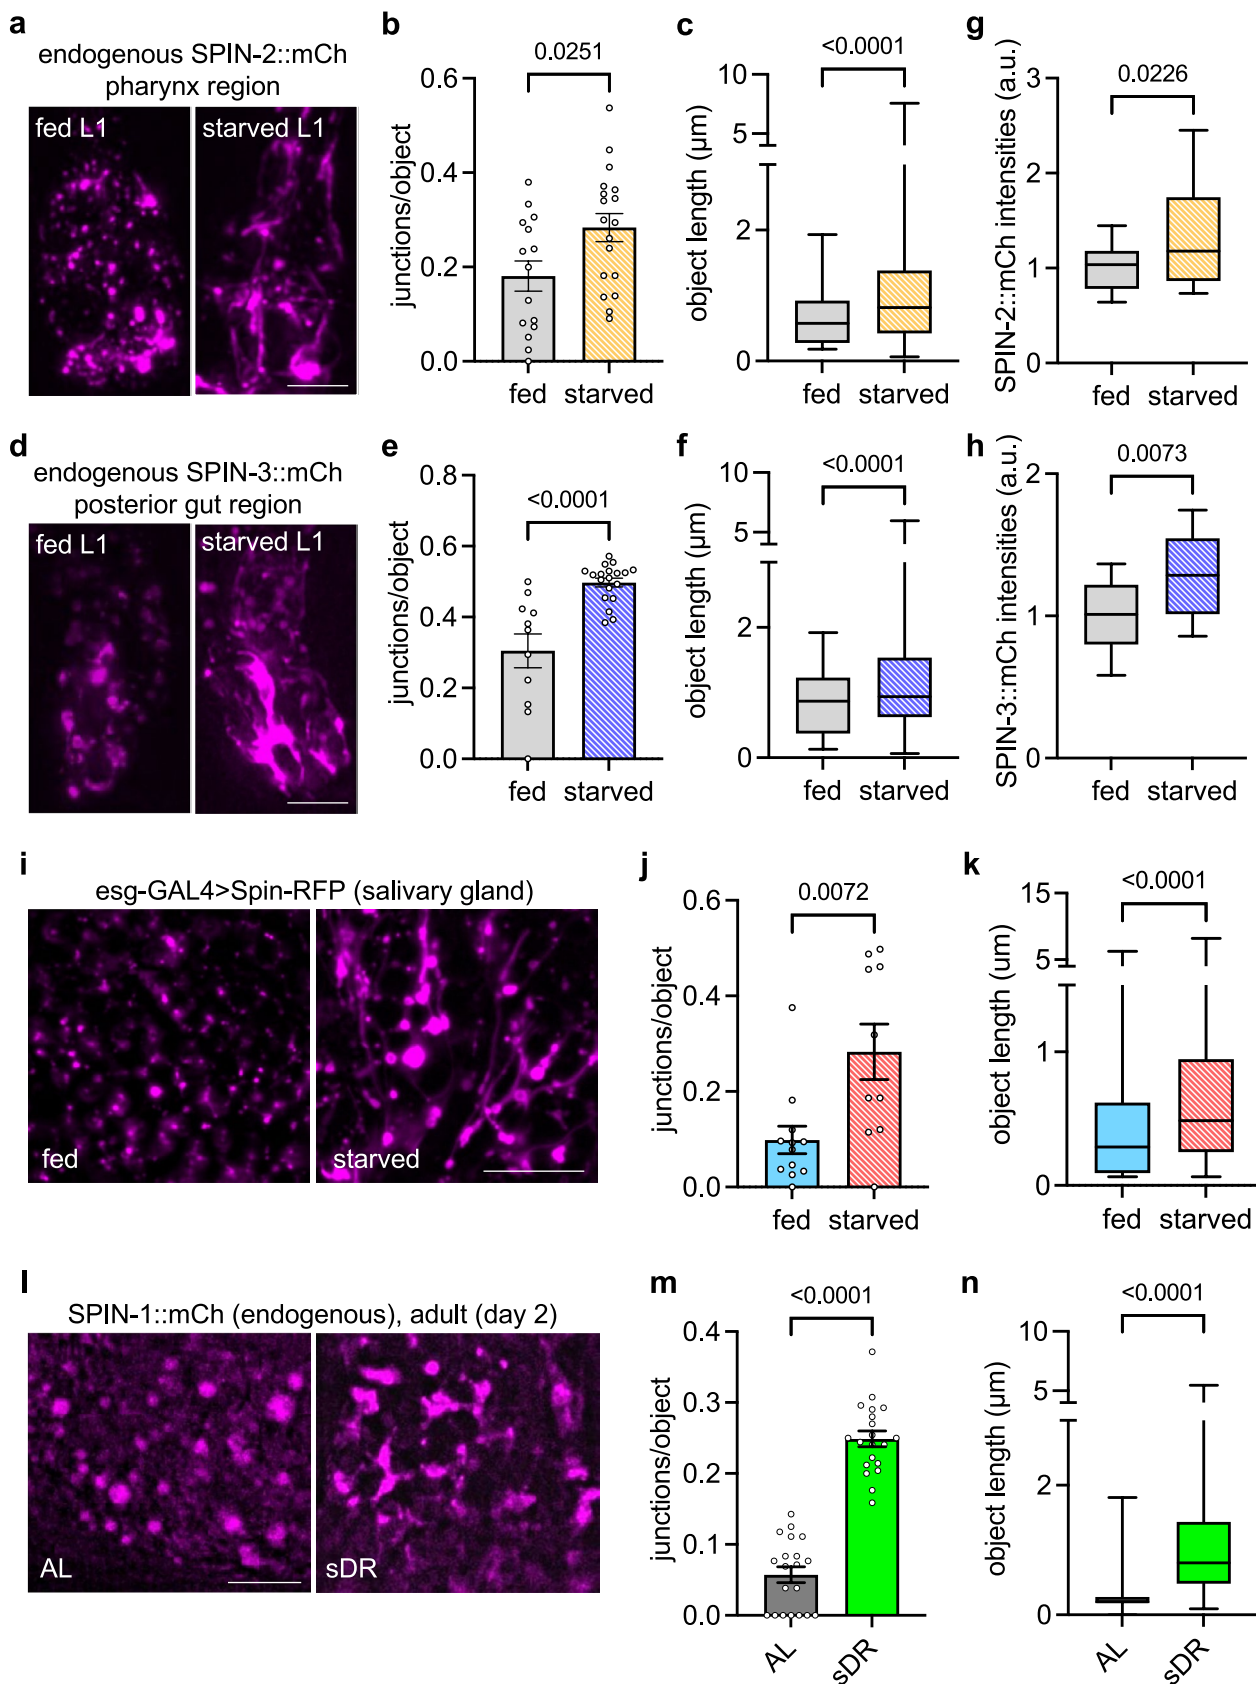 a
endogenous SPIN-2::mCh
pharynx region
fed L1
starved L1
b
junctions/object
0.6
0.4
0.2
0.0
0.0251
fed
starved
c
object length (µm)
10
5
2
0
<0.0001
fed
starved
g
SPIN-2::mCh intensities (a.u.)
3
2
1
0
0.0226
fed
starved
d
endogenous SPIN-3::mCh
posterior gut region
fed L1
starved L1
e
junctions/object
0.8
0.6
0.4
0.2
0.0
<0.0001
fed
starved
f
object length (µm)
10
5
2
0
<0.0001
fed
starved
h
SPIN-3::mCh intensities (a.u.)
2
1
0
0.0073
fed
starved
i
esg-GAL4>Spin-RFP (salivary gland)
fed
starved
j
junctions/object
0.6
0.4
0.2
0.0
0.0072
fed
starved
k
object length (um)
15
5
1
0
<0.0001
fed
starved
l
SPIN-1::mCh (endogenous), adult (day 2)
AL
sDR
m
junctions/object
0.4
0.3
0.2
0.1
0.0
<0.0001
AL
sDR
n
object length (µm)
10
5
2
0
<0.0001
AL
sDR